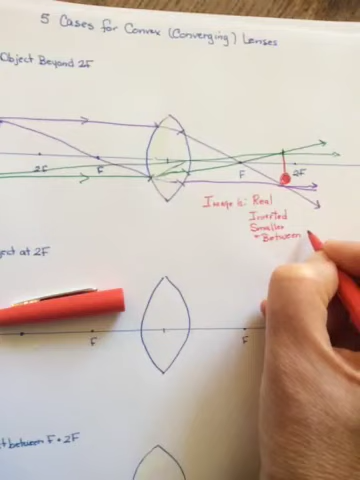 5 Cases for Convex (Converging) Lenses
Object Beyond 2F
2F
F
F
2F
Image is: Real
Inverted
Smaller
Between
ject at 2F
F
F
t between F + 2F